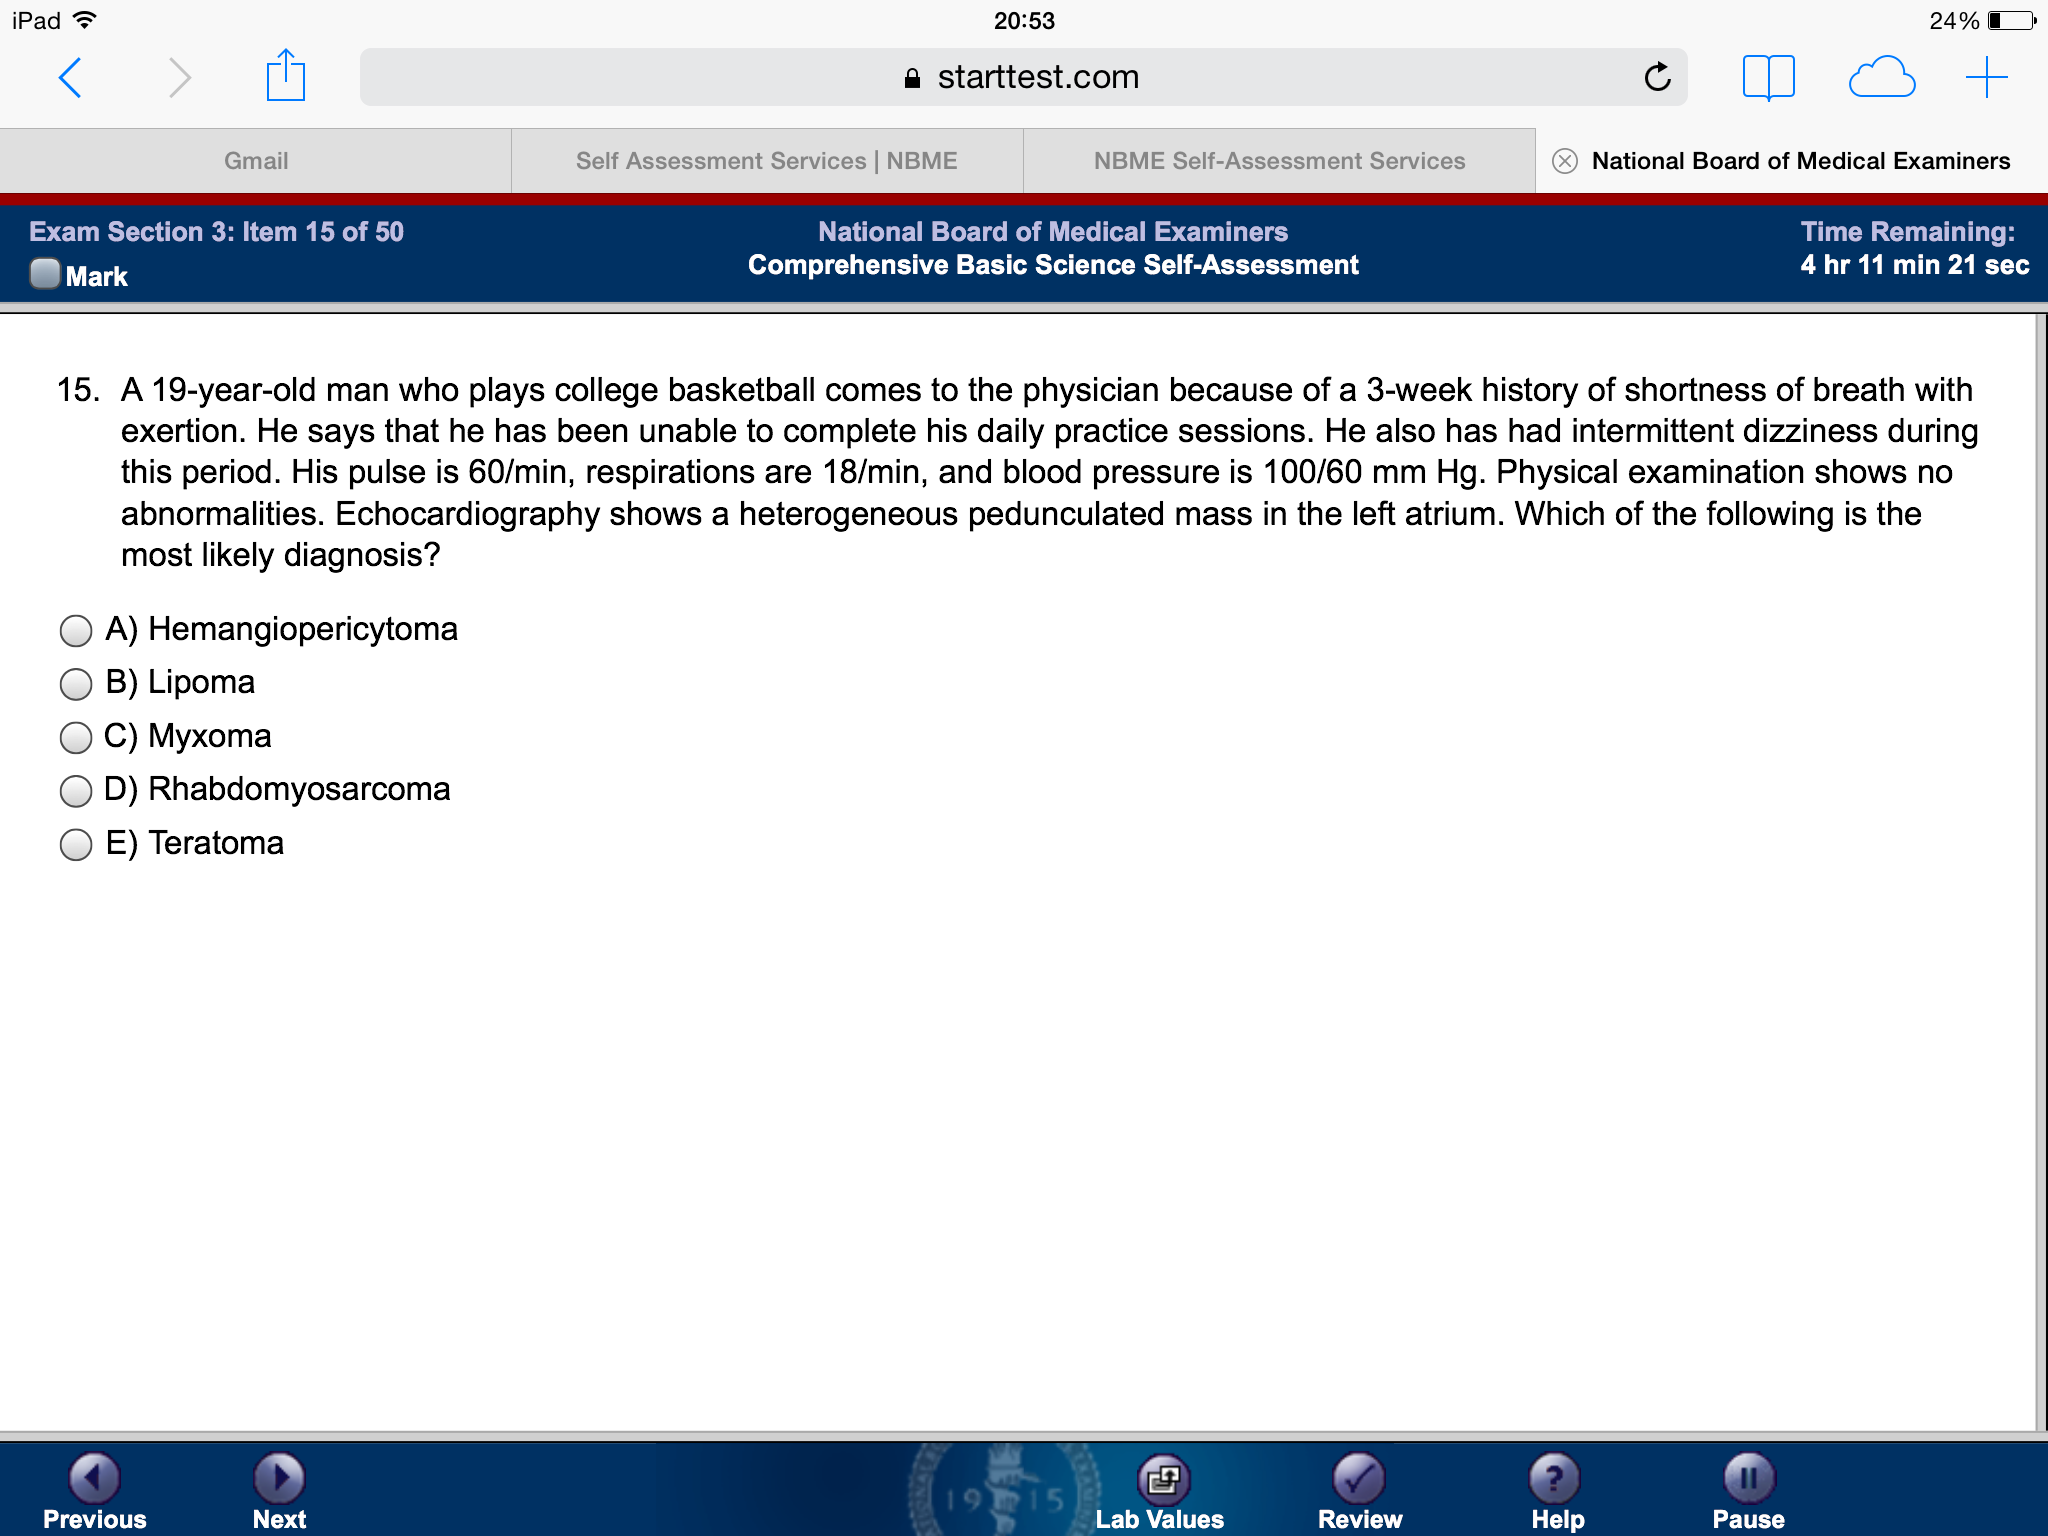 iPad 20:53 24%
starttest.com
Gmail Self Assessment Services | NBME NBME Self-Assessment Services National Board of Medical Examiners
Exam Section 3: Item 15 of 50 National Board of Medical Examiners Time Remaining:
Mark Comprehensive Basic Science Self-Assessment 4 hr 11 min 21 sec
15. A 19-year-old man who plays college basketball comes to the physician because of a 3-week history of shortness of breath with
exertion. He says that he has been unable to complete his daily practice sessions. He also has had intermittent dizziness during
this period. His pulse is 60/min, respirations are 18/min, and blood pressure is 100/60 mm Hg. Physical examination shows no
abnormalities. Echocardiography shows a heterogeneous pedunculated mass in the left atrium. Which of the following is the
most likely diagnosis?
A) Hemangiopericytoma
B) Lipoma
C) Myxoma
D) Rhabdomyosarcoma
E) Teratoma
19 15
Previous Next Lab Values Review Help Pause